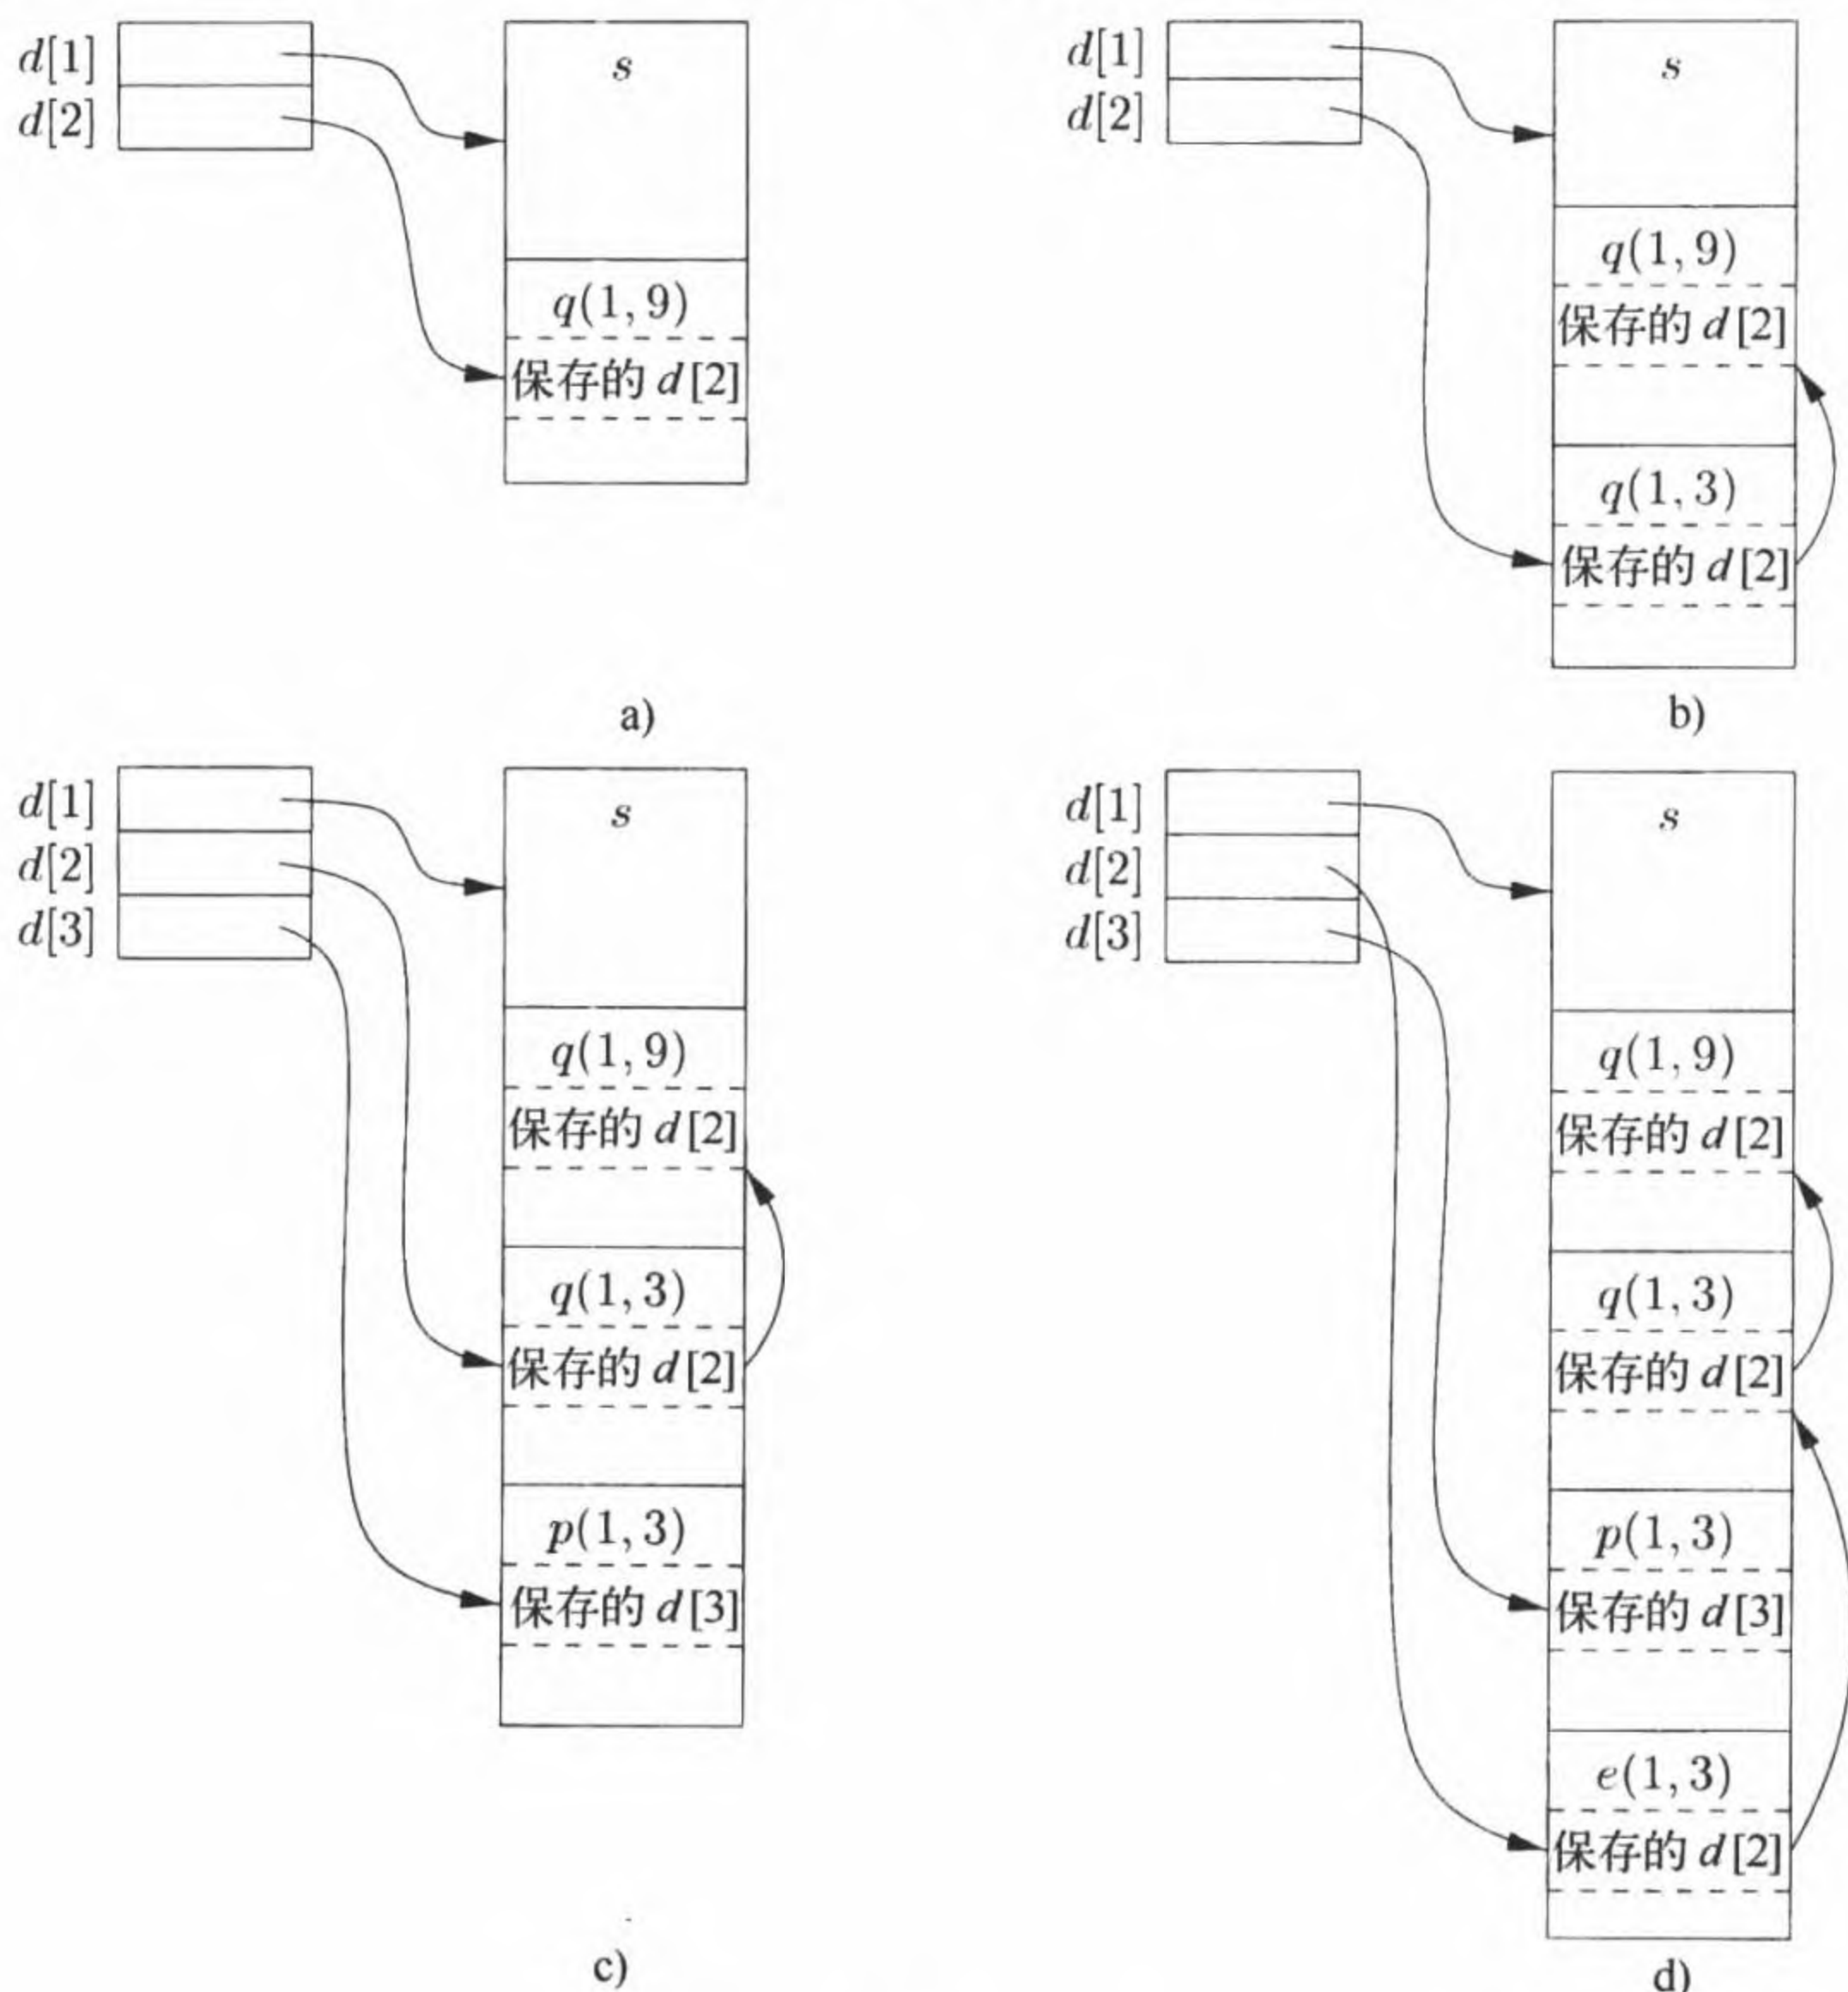 d[1]
d[2]
s
q(1, 9)
保存的 d[2]
a)
d[1]
d[2]
s
q(1, 9)
保存的 d[2]
q(1, 3)
保存的 d[2]
b)
d[1]
d[2]
d[3]
s
q(1, 9)
保存的 d[2]
q(1, 3)
保存的 d[2]
p(1, 3)
保存的 d[3]
c)
d[1]
d[2]
d[3]
s
q(1, 9)
保存的 d[2]
q(1, 3)
保存的 d[2]
p(1, 3)
保存的 d[3]
e(1, 3)
保存的 d[2]
d)